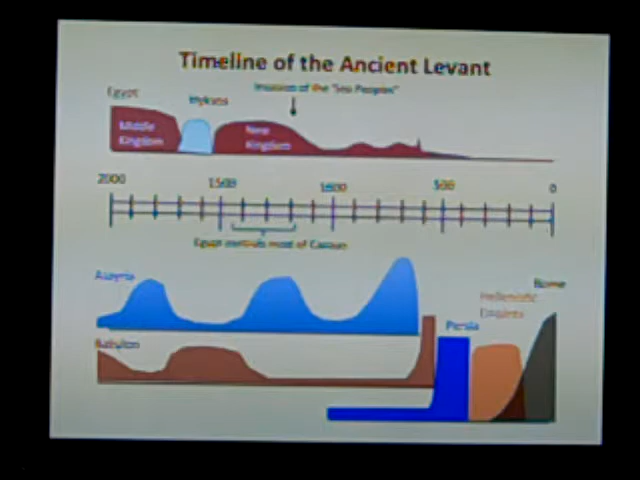 Timeline of the Ancient Levant
Invasion of the "Sea Peoples"
Egypt
Hyksos
Middle
Kingdom
New
Kingdom
2000
1500
1000
500
0
Egypt controls most of Canaan
Assyria
Rome
Hellenistic
Empires
Persia
Babylon